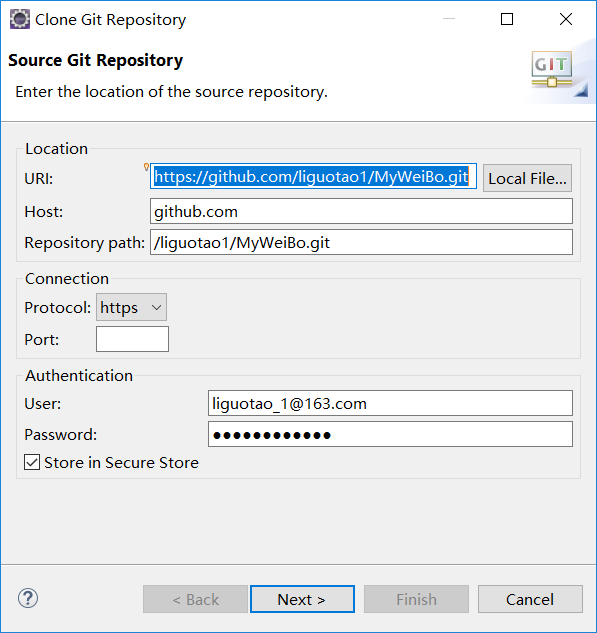 Clone Git Repository
Source Git Repository
Enter the location of the source repository.
GIT
Location
URI: https://github.com/liguotao1/MyWeiBo.git Local File...
Host: github.com
Repository path: /liguotao1/MyWeiBo.git
Connection
Protocol: https
Port:
Authentication
User: liguotao_1@163.com
Password: ●●●●●●●●●●●●
Store in Secure Store
? < Back Next > Finish Cancel